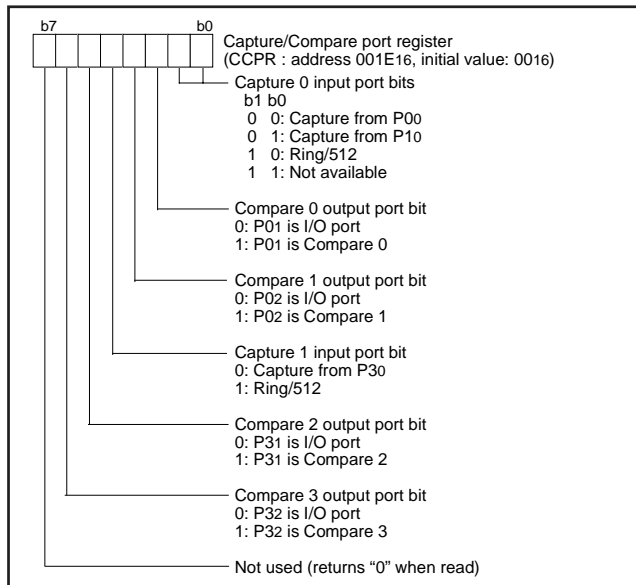 b7 b0
Capture/Compare port register
(CCPR : address 001E16, initial value: 0016)
Capture 0 input port bits
b1 b0
0 0: Capture from P00
0 1: Capture from P10
1 0: Ring/512
1 1: Not available
Compare 0 output port bit
0: P01 is I/O port
1: P01 is Compare 0
Compare 1 output port bit
0: P02 is I/O port
1: P02 is Compare 1
Capture 1 input port bit
0: Capture from P30
1: Ring/512
Compare 2 output port bit
0: P31 is I/O port
1: P31 is Compare 2
Compare 3 output port bit
0: P32 is I/O port
1: P32 is Compare 3
Not used (returns “0” when read)